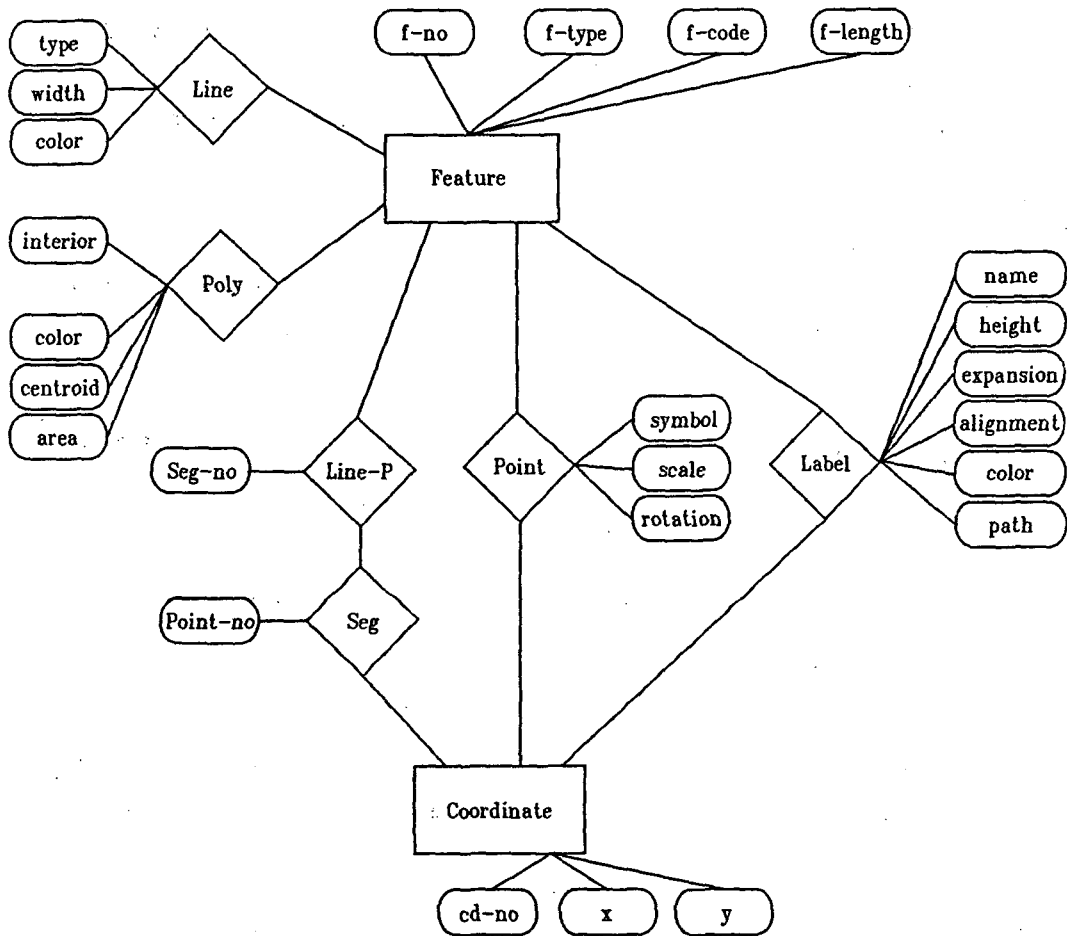 f-no
f-type
f-code
f-length
type
width
color
Line
Feature
interior
color
centroid
area
Poly
name
height
expansion
alignment
color
path
Label
symbol
scale
rotation
Point
Seg-no
Line-P
Point-no
Seg
Coordinate
cd-no
x
y